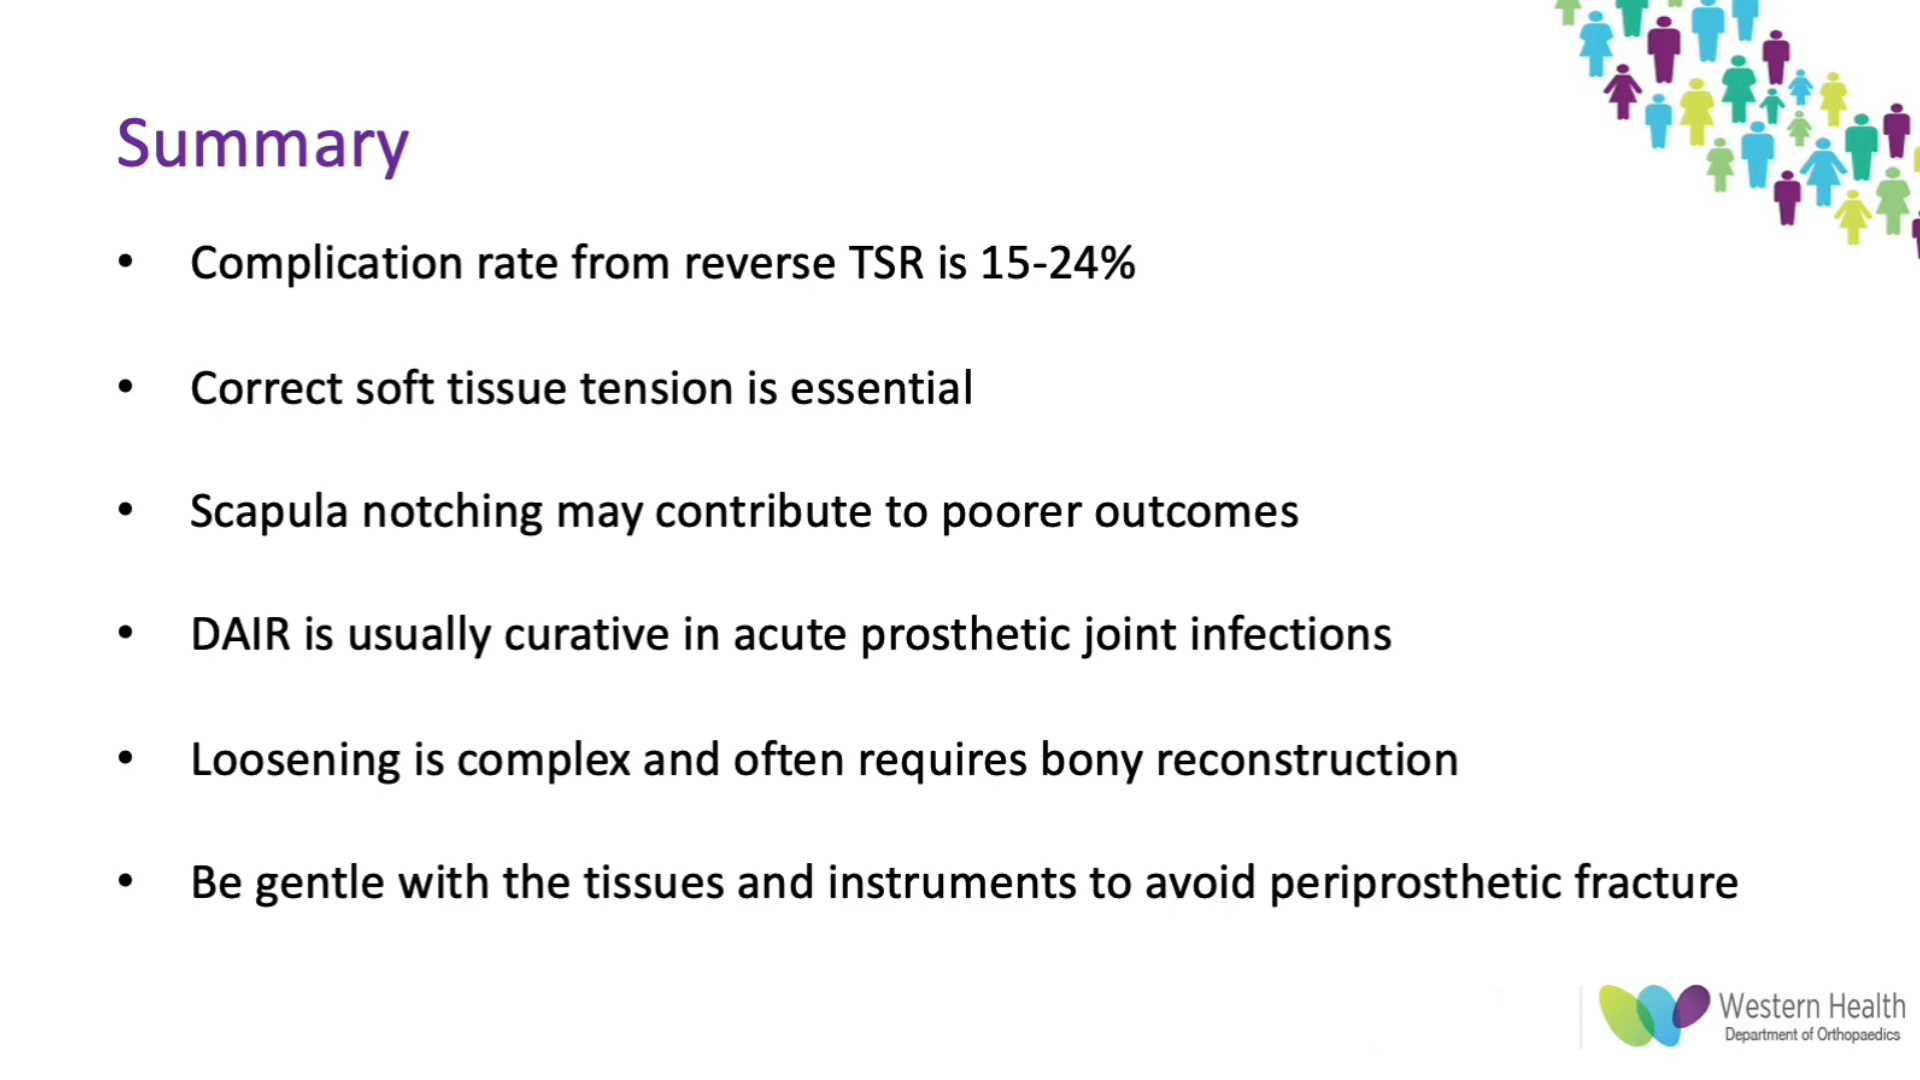 Summary
• Complication rate from reverse TSR is 15-24%
• Correct soft tissue tension is essential
• Scapula notching may contribute to poorer outcomes
• DAIR is usually curative in acute prosthetic joint infections
• Loosening is complex and often requires bony reconstruction
• Be gentle with the tissues and instruments to avoid periprosthetic fracture
Western Health
Department of Orthopaedics